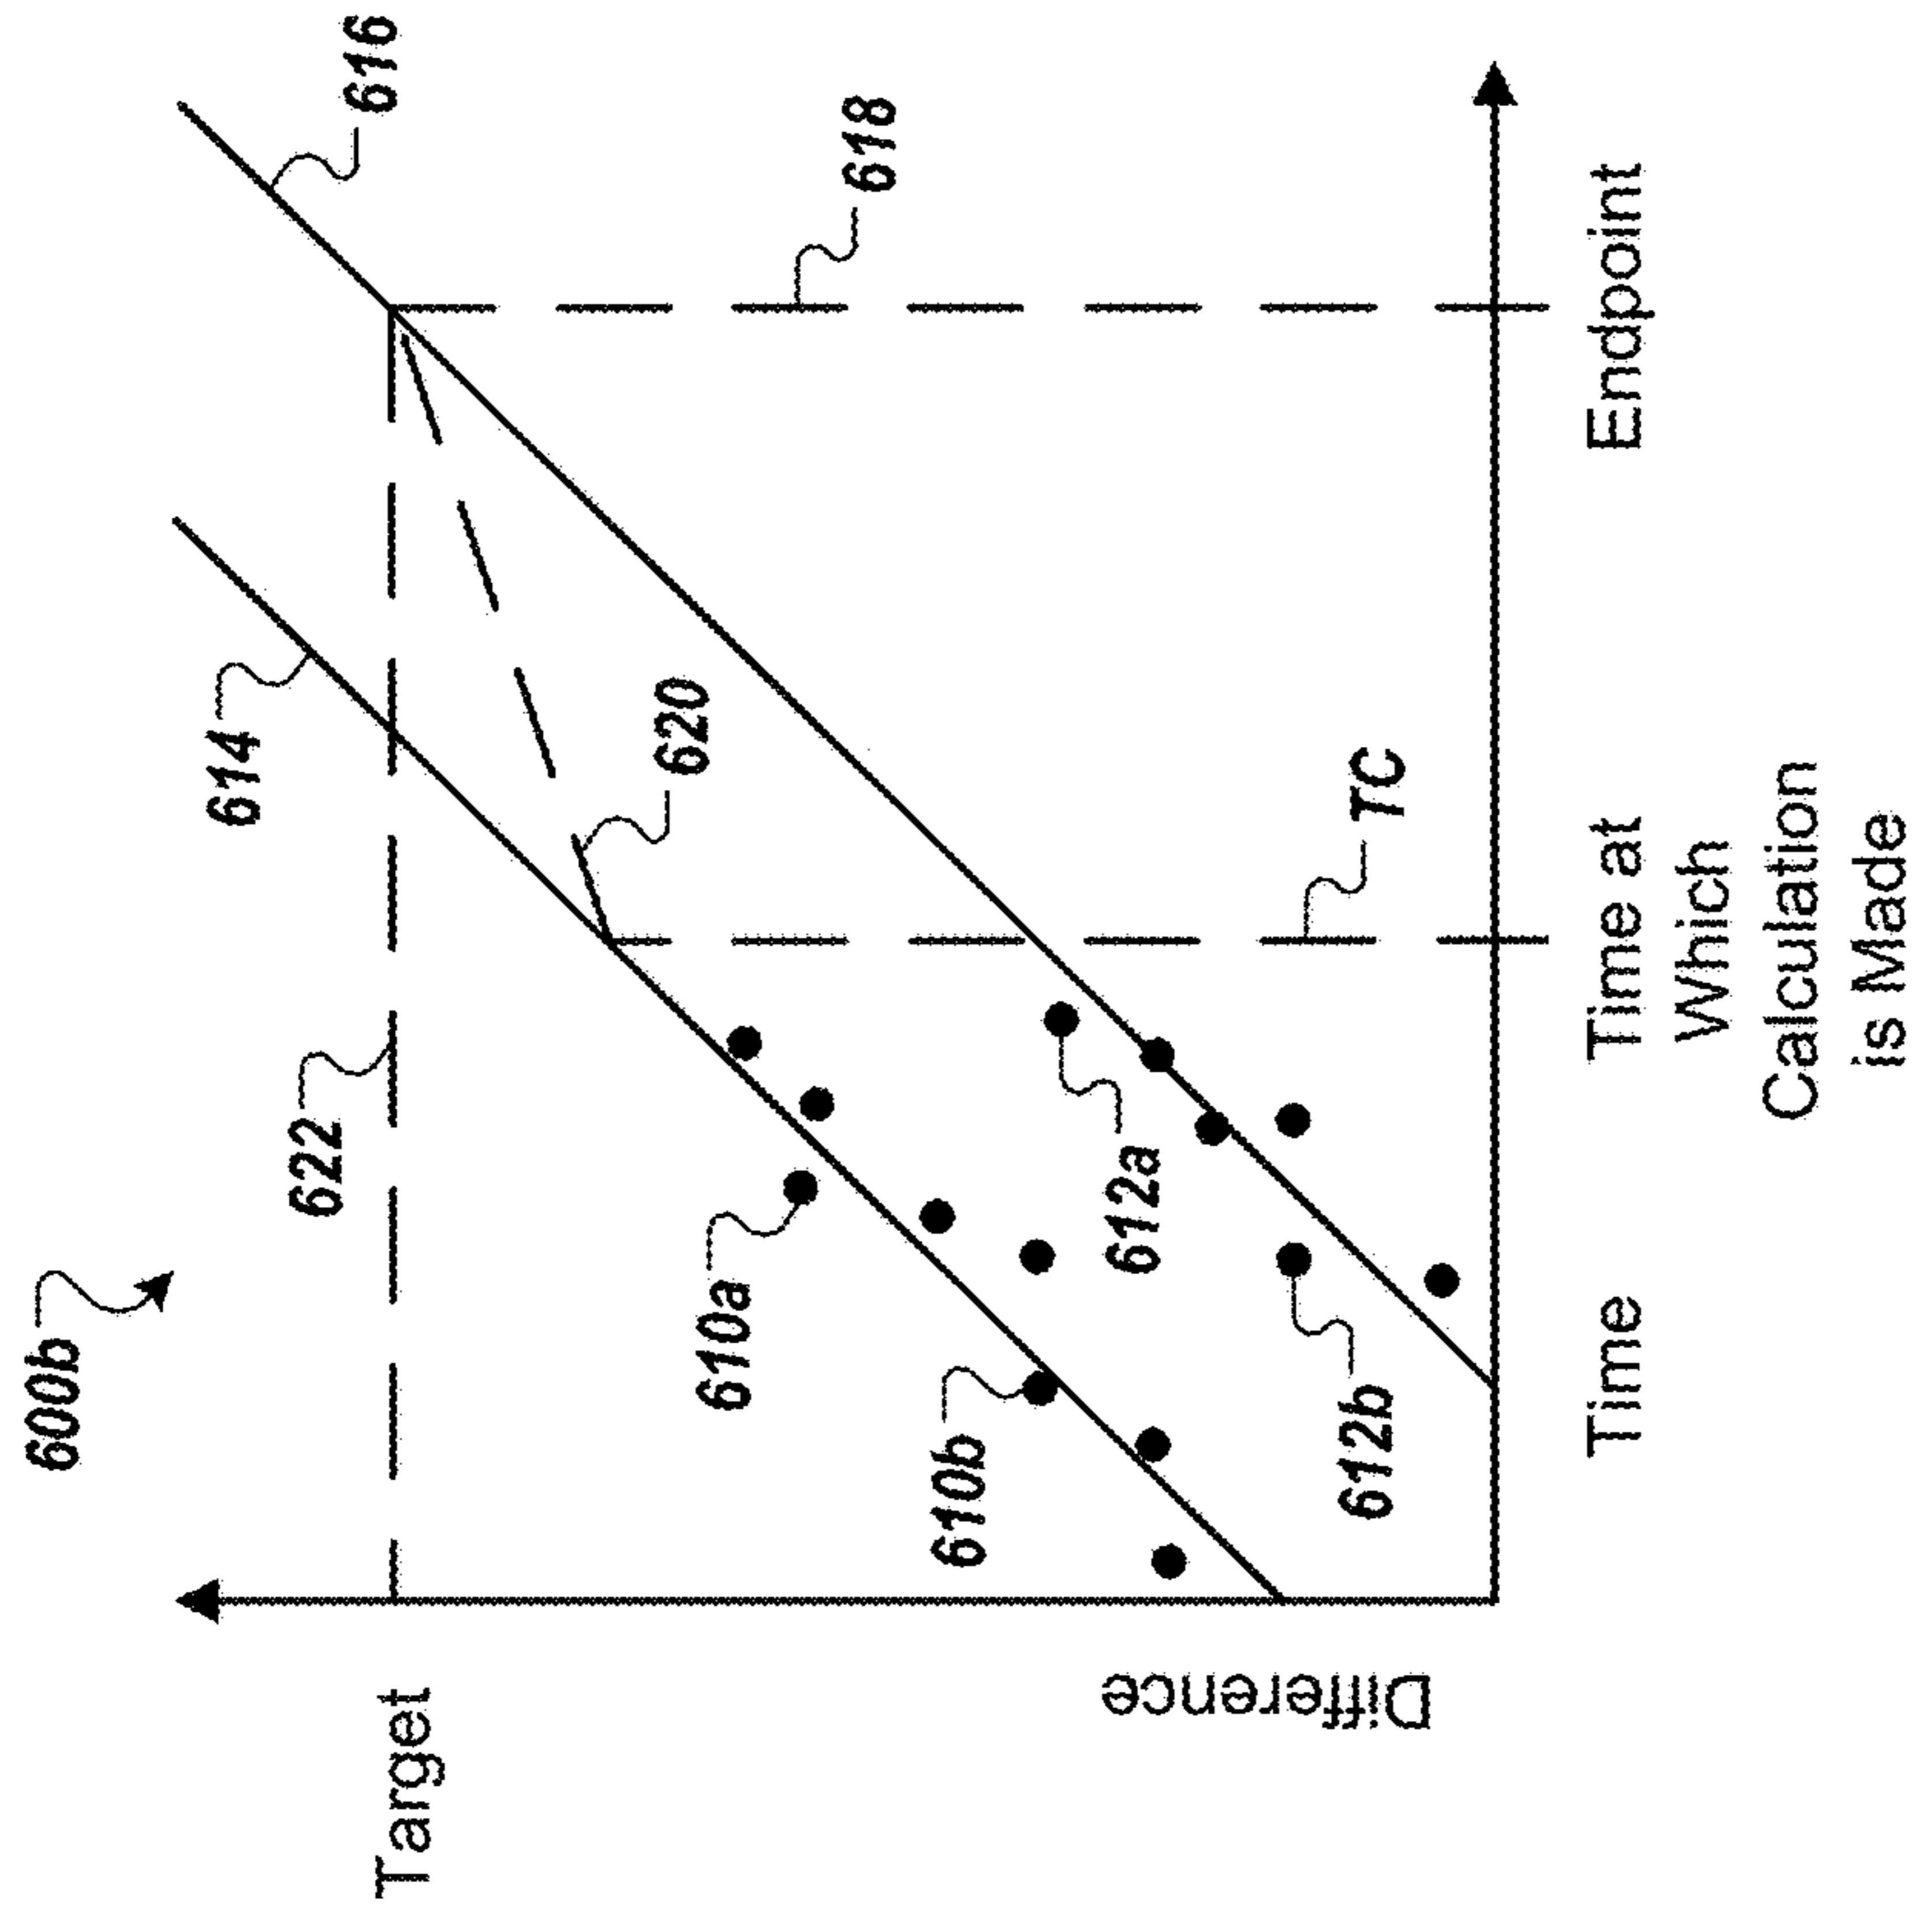 600b
622
614
616
Target
610a
620
618
610b
612a
Difference
612b
TC
Time
Time at
Which
Calculation
is Made
Endpoint